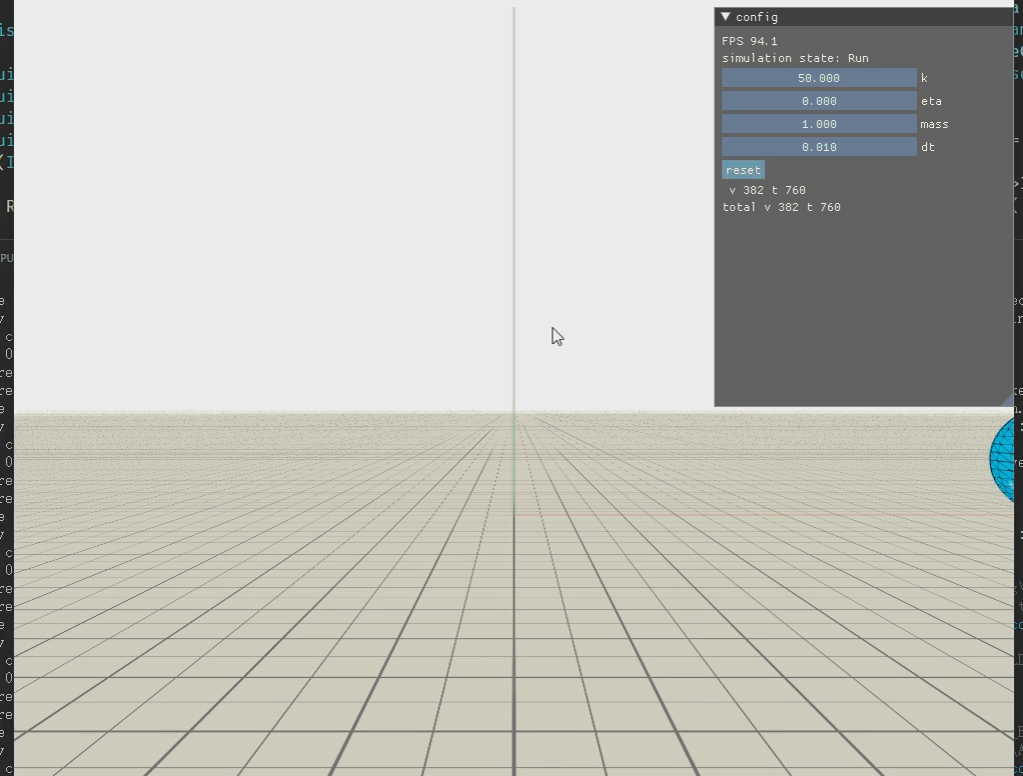 config
FPS 94.1
simulation state: Run
50.000 k
0.000 eta
1.000 mass
0.010 dt
reset
v 382 t 760
total v 382 t 760